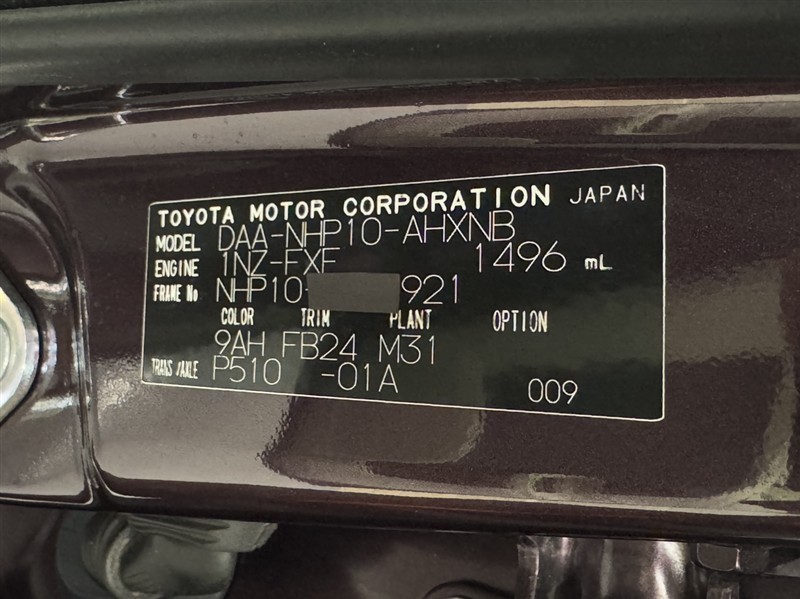 TOYOTA MOTOR CORPORATION JAPAN
MODEL DAA-NHP10-AHXNB
ENGINE 1NZ-FXE 1496 mL
FRAME No NHP10- 921
COLOR TRIM PLANT OPTION
9AH FB24 M31
TRANS/AXLE P510 -01A
009